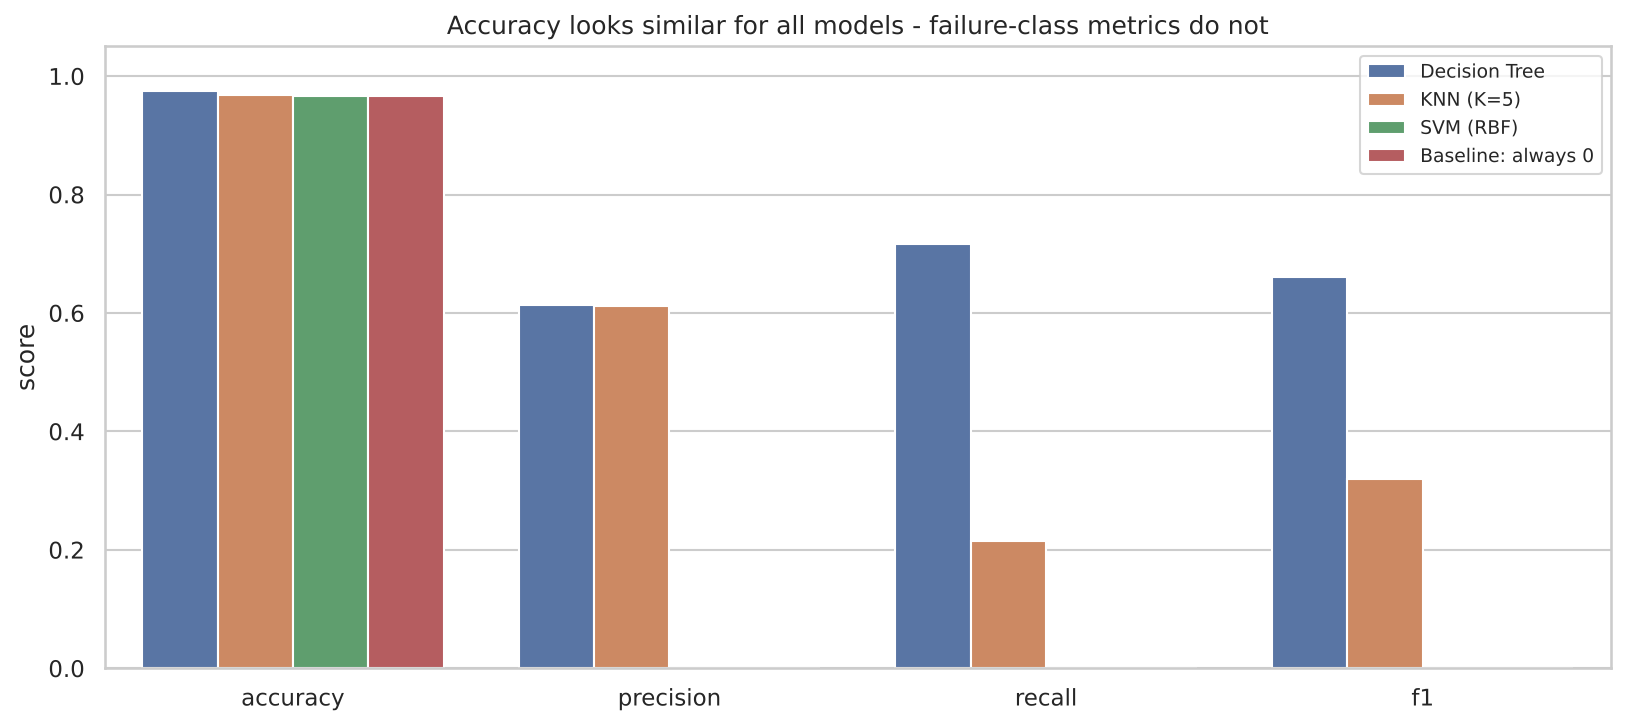 Accuracy looks similar for all models - failure-class metrics do not
Decision Tree
KNN (K=5)
SVM (RBF)
Baseline: always 0
score
1.0
0.8
0.6
0.4
0.2
0.0
accuracy
precision
recall
f1